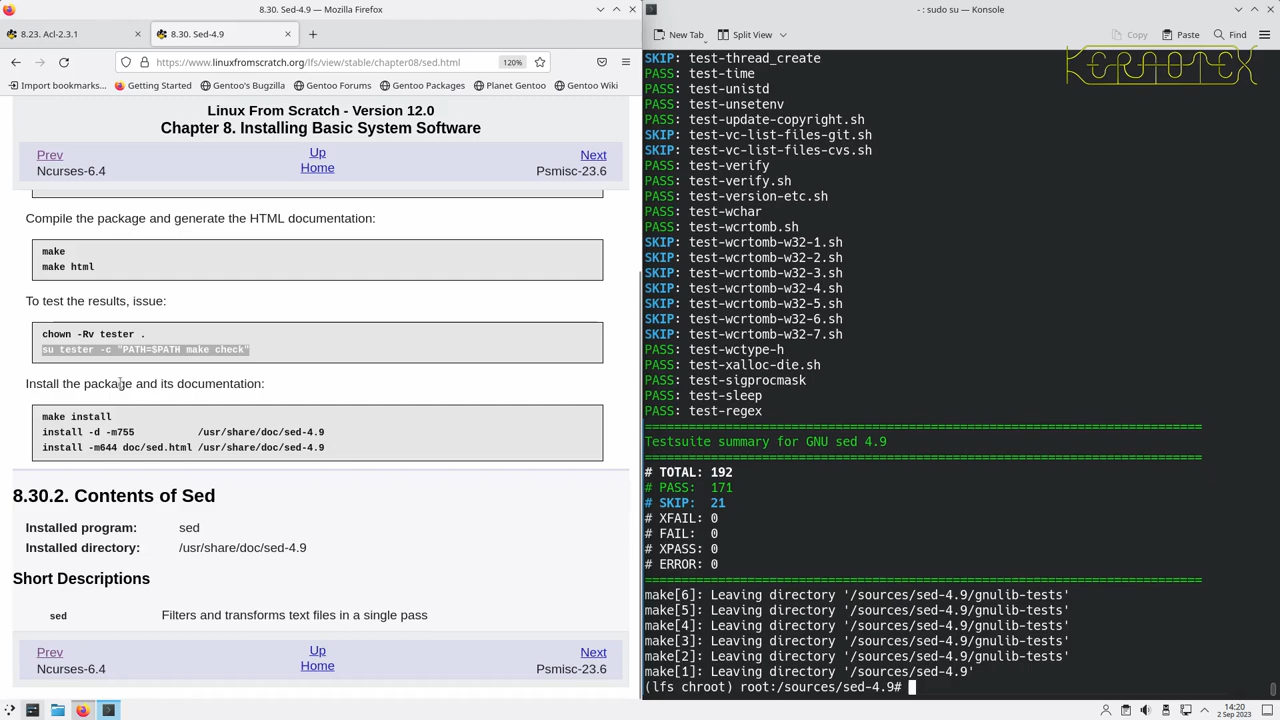 8.30. Sed-4.9 — Mozilla Firefox
8.23. Acl-2.3.1
8.30. Sed-4.9
https://www.linuxfromscratch.org/lfs/view/stable/chapter08/sed.html
120%
Import bookmarks...
Getting Started
Gentoo's Bugzilla
Gentoo Forums
Gentoo Packages
Planet Gentoo
Gentoo Wiki
Linux From Scratch - Version 12.0
Chapter 8. Installing Basic System Software
Prev
Up
Next
Ncurses-6.4
Home
Psmisc-23.6
Compile the package and generate the HTML documentation:
make
make html
To test the results, issue:
chown -Rv tester .
su tester -c "PATH=$PATH make check"
Install the package and its documentation:
make install
install -d -m755 /usr/share/doc/sed-4.9
install -m644 doc/sed.html /usr/share/doc/sed-4.9
8.30.2. Contents of Sed
Installed program: sed
Installed directory: /usr/share/doc/sed-4.9
Short Descriptions
sed Filters and transforms text files in a single pass
Prev
Up
Next
Ncurses-6.4
Home
Psmisc-23.6
- : sudo su — Konsole
New Tab
Split View
Copy
Paste
Find
KERNOTEX
SKIP: test-thread_create
PASS: test-time
PASS: test-unistd
PASS: test-unsetenv
PASS: test-update-copyright.sh
SKIP: test-vc-list-files-git.sh
SKIP: test-vc-list-files-cvs.sh
PASS: test-verify
PASS: test-verify.sh
PASS: test-version-etc.sh
PASS: test-wchar
PASS: test-wcrtomb.sh
SKIP: test-wcrtomb-w32-1.sh
SKIP: test-wcrtomb-w32-2.sh
SKIP: test-wcrtomb-w32-3.sh
SKIP: test-wcrtomb-w32-4.sh
SKIP: test-wcrtomb-w32-5.sh
SKIP: test-wcrtomb-w32-6.sh
SKIP: test-wcrtomb-w32-7.sh
PASS: test-wctype-h
PASS: test-xalloc-die.sh
PASS: test-sigprocmask
PASS: test-sleep
PASS: test-regex
============================================================================
Testsuite summary for GNU sed 4.9
============================================================================
# TOTAL: 192
# PASS: 171
# SKIP: 21
# XFAIL: 0
# FAIL: 0
# XPASS: 0
# ERROR: 0
============================================================================
make[6]: Leaving directory '/sources/sed-4.9/gnulib-tests'
make[5]: Leaving directory '/sources/sed-4.9/gnulib-tests'
make[4]: Leaving directory '/sources/sed-4.9/gnulib-tests'
make[3]: Leaving directory '/sources/sed-4.9/gnulib-tests'
make[2]: Leaving directory '/sources/sed-4.9/gnulib-tests'
make[1]: Leaving directory '/sources/sed-4.9'
(lfs chroot) root:/sources/sed-4.9#
14:20
2 Sep 2023